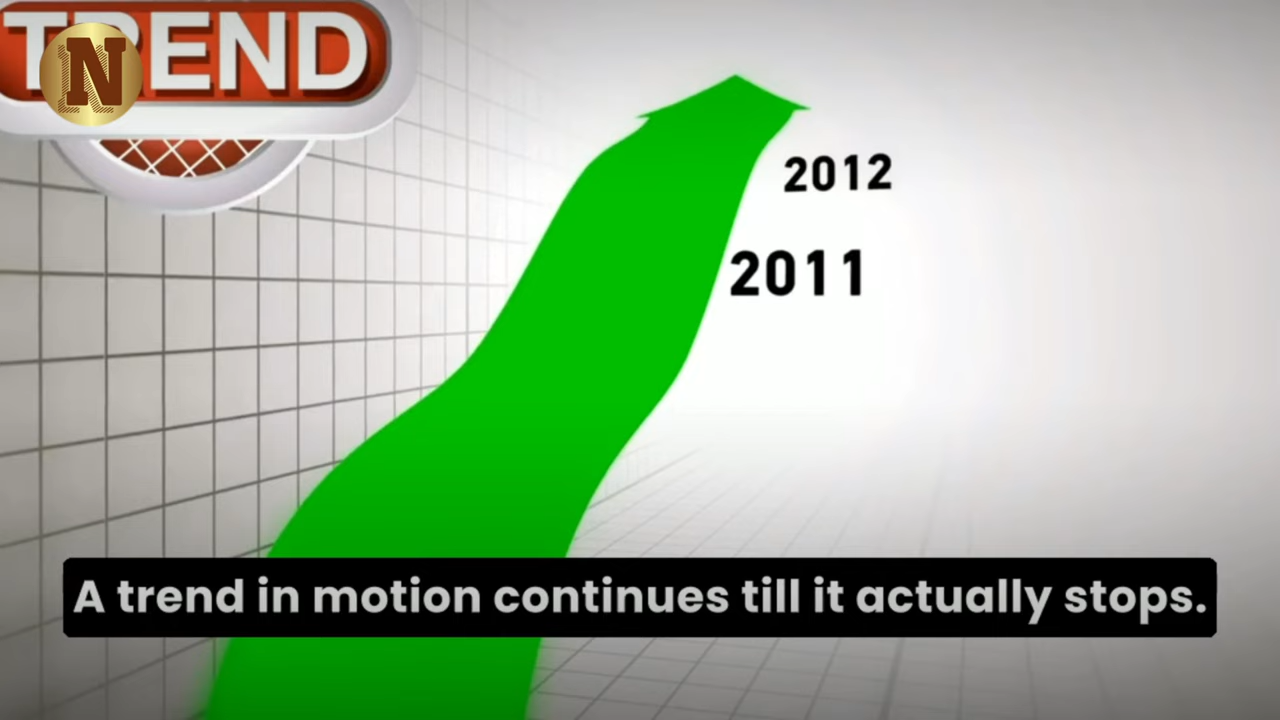 TREND
N
2012
2011
A trend in motion continues till it actually stops.